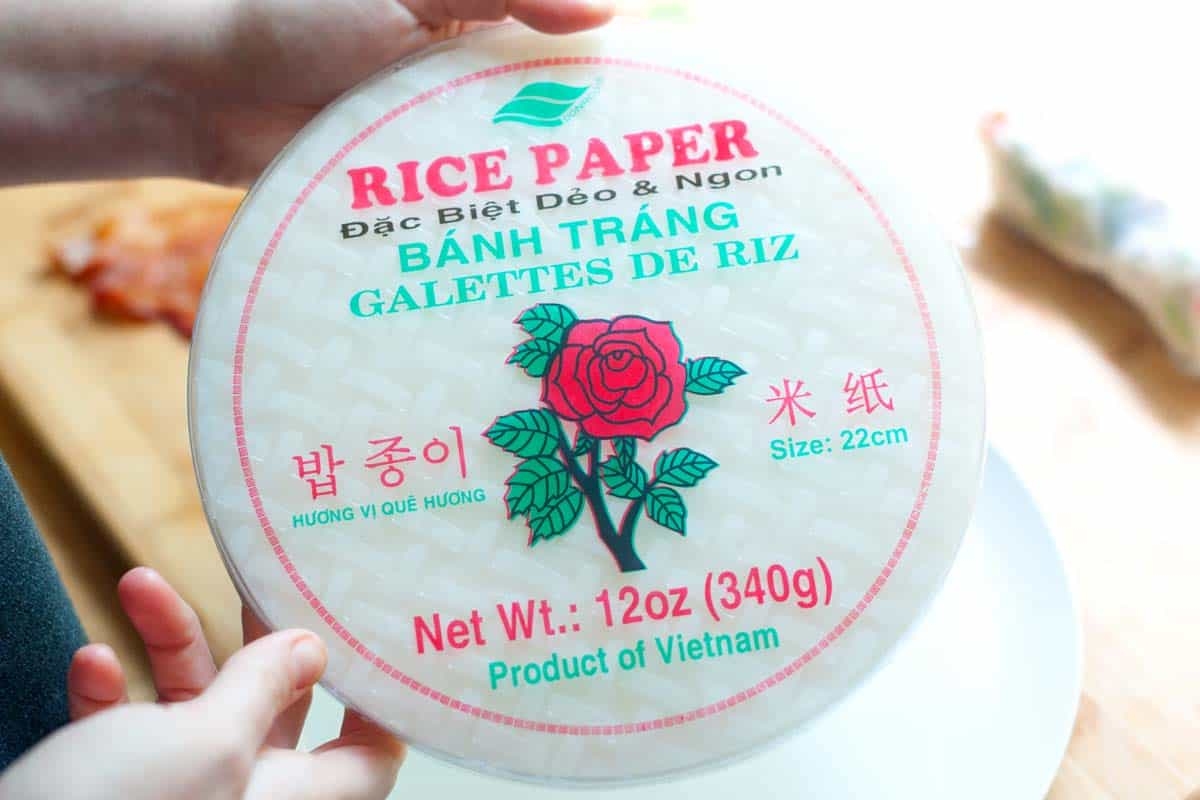 RICE PAPER
Đặc Biệt Dẻo & Ngon
BÁNH TRÁNG
GALETTES DE RIZ
밥 종이
HƯƠNG VỊ QUÊ HƯƠNG
米 纸
Size: 22cm
Net Wt.: 12oz (340g)
Product of Vietnam